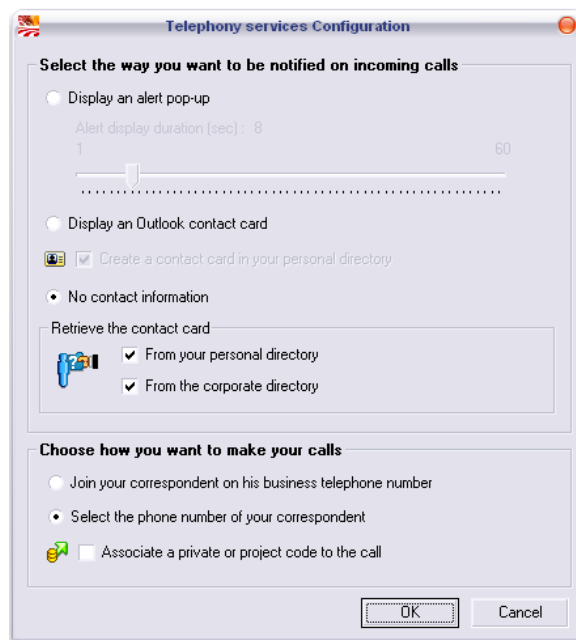 Telephony services Configuration
Select the way you want to be notified on incoming calls
Display an alert pop-up
Alert display duration (sec) : 8
1 60
Display an Outlook contact card
Create a contact card in your personal directory
No contact information
Retrieve the contact card
From your personal directory
From the corporate directory
Choose how you want to make your calls
Join your correspondent on his business telephone number
Select the phone number of your correspondent
Associate a private or project code to the call
OK Cancel